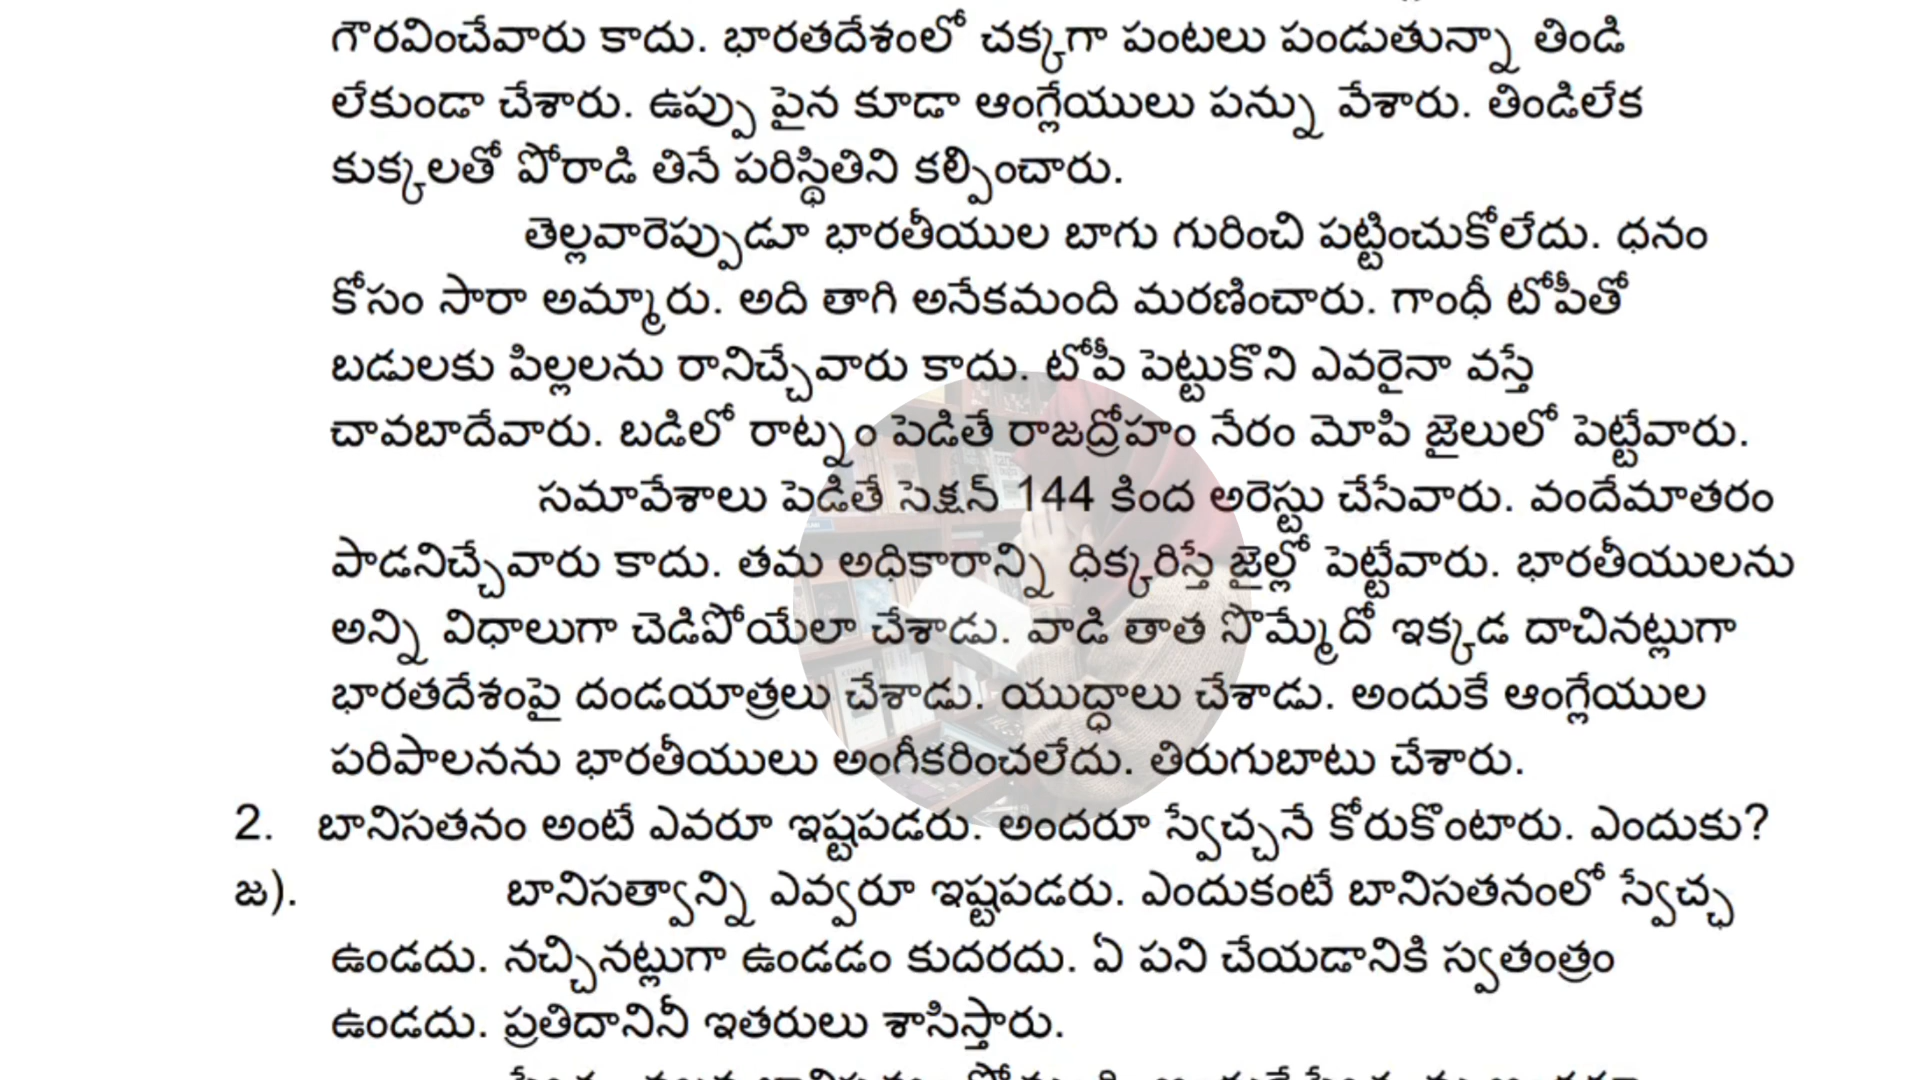 గౌరవించేవారు కాదు. భారతదేశంలో చక్కగా పంటలు పండుతున్నా తిండి
లేకుండా చేశారు. ఉప్పు పైన కూడా ఆంగ్లేయులు పన్ను వేశారు. తిండిలేక
కుక్కలతో పోరాడి తినే పరిస్థితిని కల్పించారు.
తెల్లవారెప్పుడూ భారతీయుల బాగు గురించి పట్టించుకోలేదు. ధనం
కోసం సారా అమ్మారు. అది తాగి అనేకమంది మరణించారు. గాంధీ టోపీతో
బడులకు పిల్లలను రానిచ్చేవారు కాదు. టోపీ పెట్టుకొని ఎవరైనా వస్తే
చావబాదేవారు. బడిలో రాట్నం పెడితే రాజద్రోహం నేరం మోపి జైలులో పెట్టేవారు.
సమావేశాలు పెడితే సెక్షన్ 144 కింద అరెస్టు చేసేవారు. వందేమాతరం
పాడనిచ్చేవారు కాదు. తమ అధికారాన్ని ధిక్కరిస్తే జైల్లో పెట్టేవారు. భారతీయులను
అన్ని విధాలుగా చెడిపోయేలా చేశాడు. వాడి తాత సొమ్మేదో ఇక్కడ దాచినట్లుగా
భారతదేశంపై దండయాత్రలు చేశాడు. యుద్ధాలు చేశాడు. అందుకే ఆంగ్లేయుల
పరిపాలనను భారతీయులు అంగీకరించలేదు. తిరుగుబాటు చేశారు.
2. బానిసతనం అంటే ఎవరూ ఇష్టపడరు. అందరూ స్వేచ్చనే కోరుకొంటారు. ఎందుకు?
జ). బానిసత్వాన్ని ఎవ్వరూ ఇష్టపడరు. ఎందుకంటే బానిసతనంలో స్వేచ్ఛ
ఉండదు. నచ్చినట్లుగా ఉండడం కుదరదు. ఏ పని చేయడానికి స్వతంత్రం
ఉండదు. ప్రతిదానినీ ఇతరులు శాసిస్తారు.